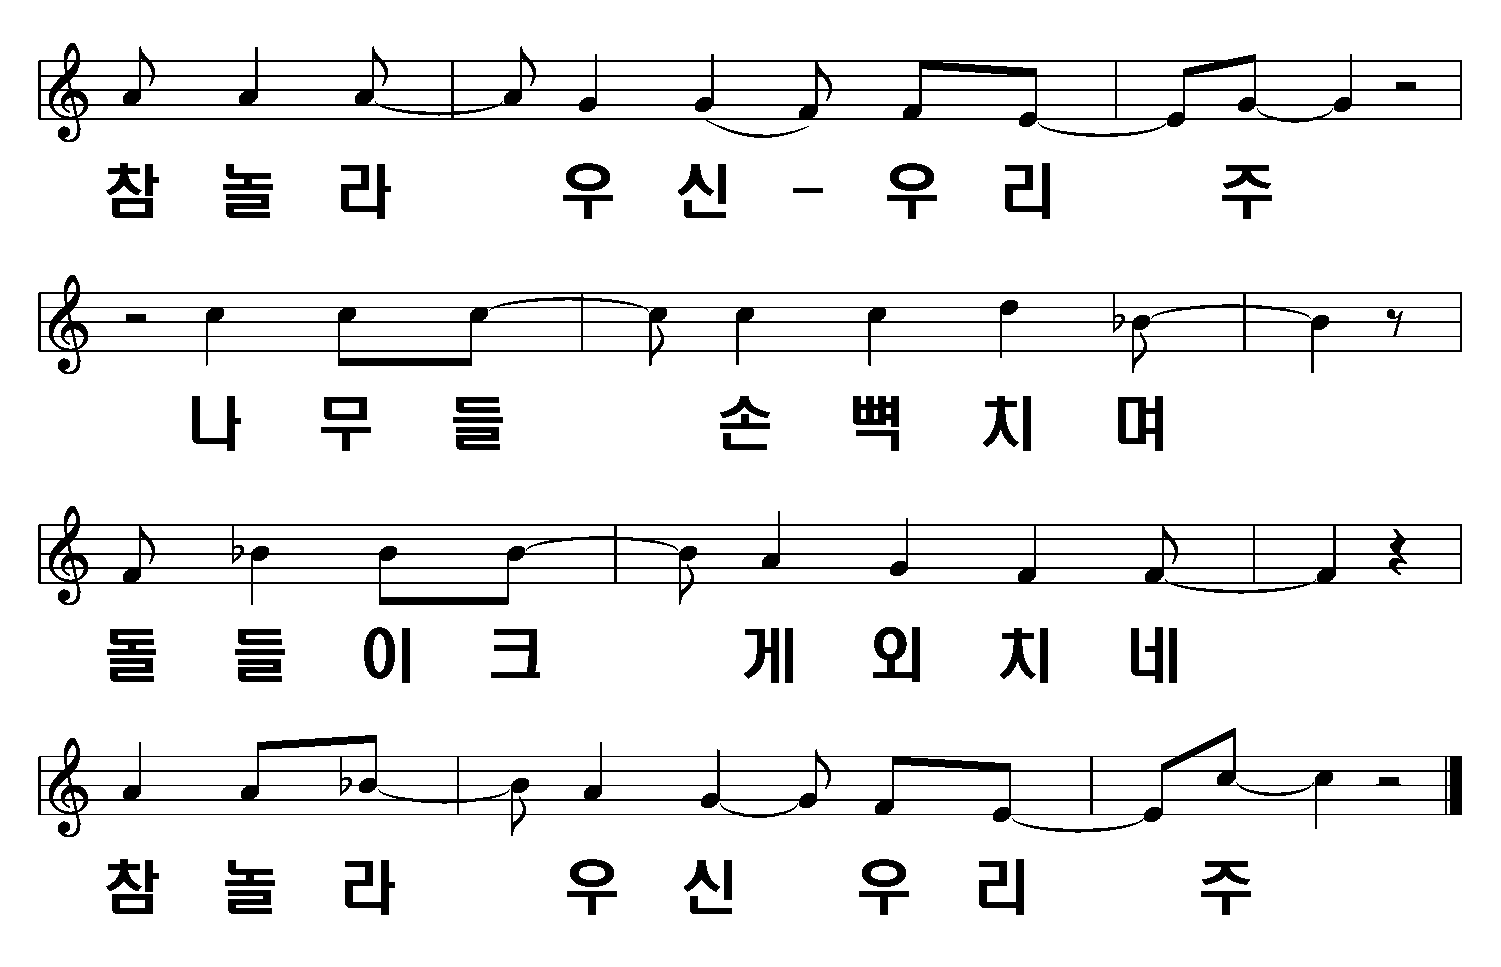 참 놀 라 우 신 – 우 리 주
나 무 들 손 뼉 치 며
돌 들 이 크 게 외 치 네
참 놀 라 우 신 우 리 주